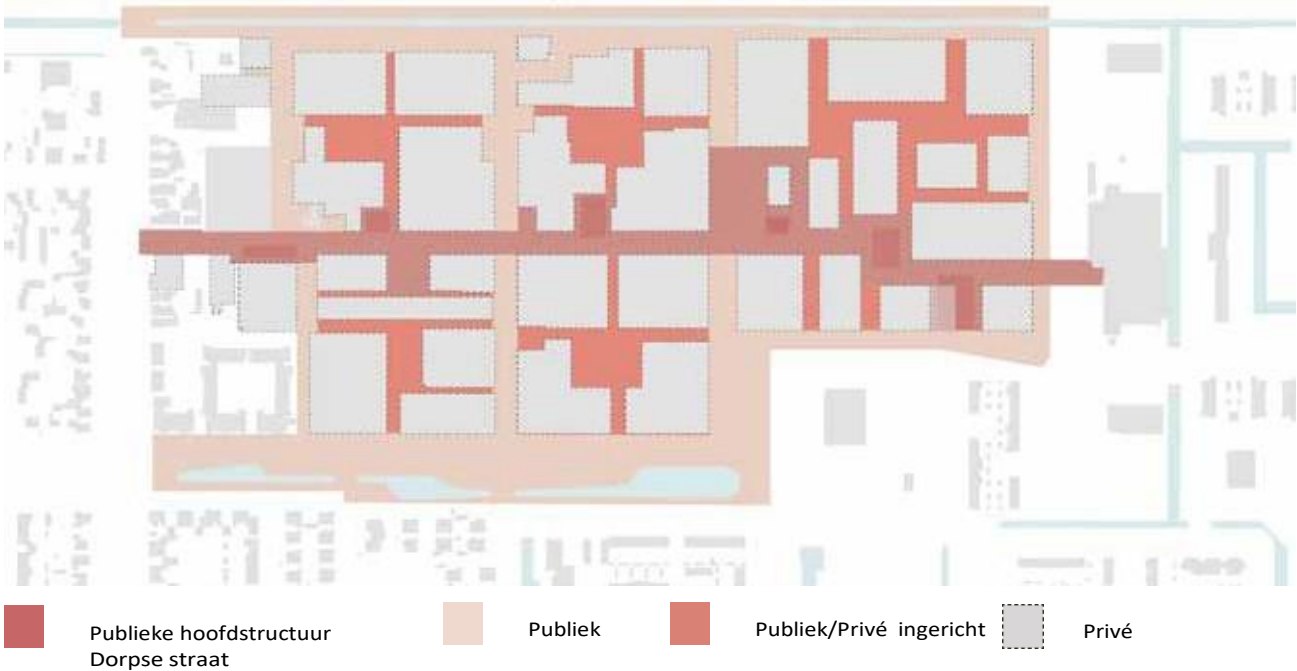 Publieke hoofdstructuur
Dorpse straat
Publiek
Publiek/Privé ingericht
Privé